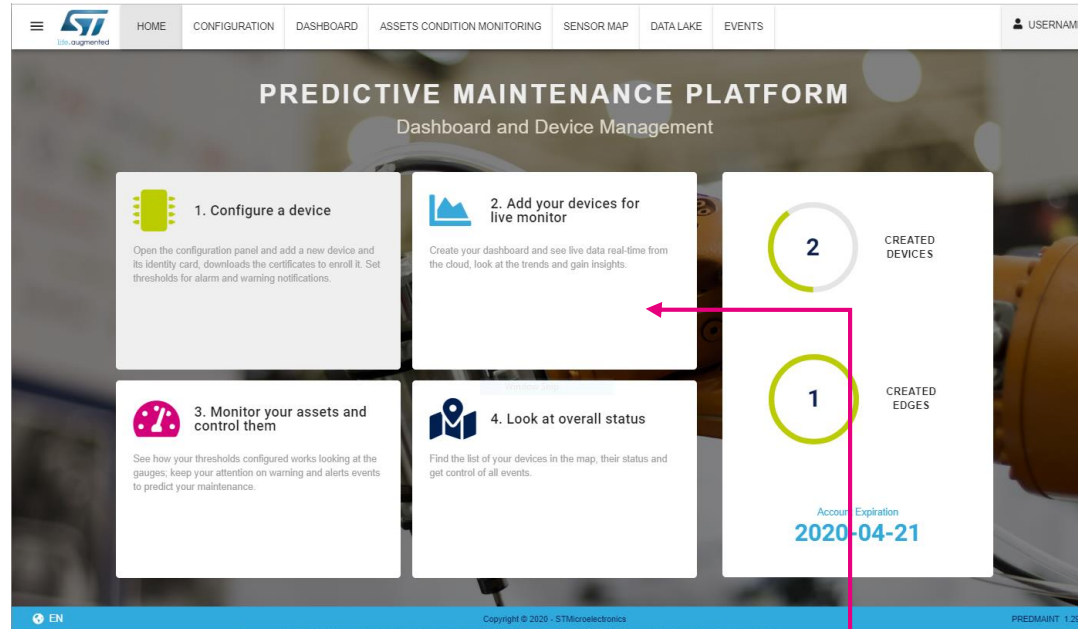 ST
life.augmented
HOME
CONFIGURATION
DASHBOARD
ASSETS CONDITION MONITORING
SENSOR MAP
DATA LAKE
EVENTS
PREDICTIVE MAINTENANCE PLATFORM
Dashboard and Device Management
1. Configure a device
Open the configuration panel and add a new device and
its identity card, downloads the certificates to enroll it. Set
thresholds for alarm and warning notifications.
2. Add your devices for
live monitor
Create your dashboard and see live data real-time from
the cloud, look at the trends and gain insights.
2
CREATED
DEVICES
3. Monitor your assets and
control them
See how your thresholds configured works looking at the
gauges; keep your attention on warning and alerts events
to predict your maintenance.
4. Look at overall status
Find the list of your devices in the map, their status and
get control of all events.
1
CREATED
EDGES
Account Expiration
2020-04-21
EN
Copyright © 2020 - STMicroelectronics
PREDMAINT